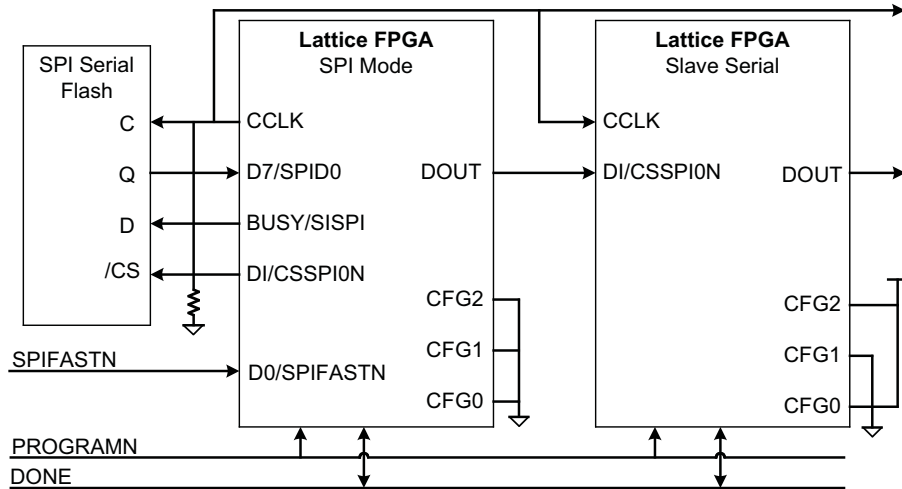 SPI Serial
Flash
C
Q
D
/CS
Lattice FPGA
SPI Mode
CCLK
D7/SPID0
DOUT
BUSY/SISPI
DI/CSSPI0N
CFG2
CFG1
D0/SPIFASTN
CFG0
Lattice FPGA
Slave Serial
CCLK
DI/CSSPI0N
DOUT
CFG2
CFG1
CFG0
SPIFASTN
PROGRAMN
DONE